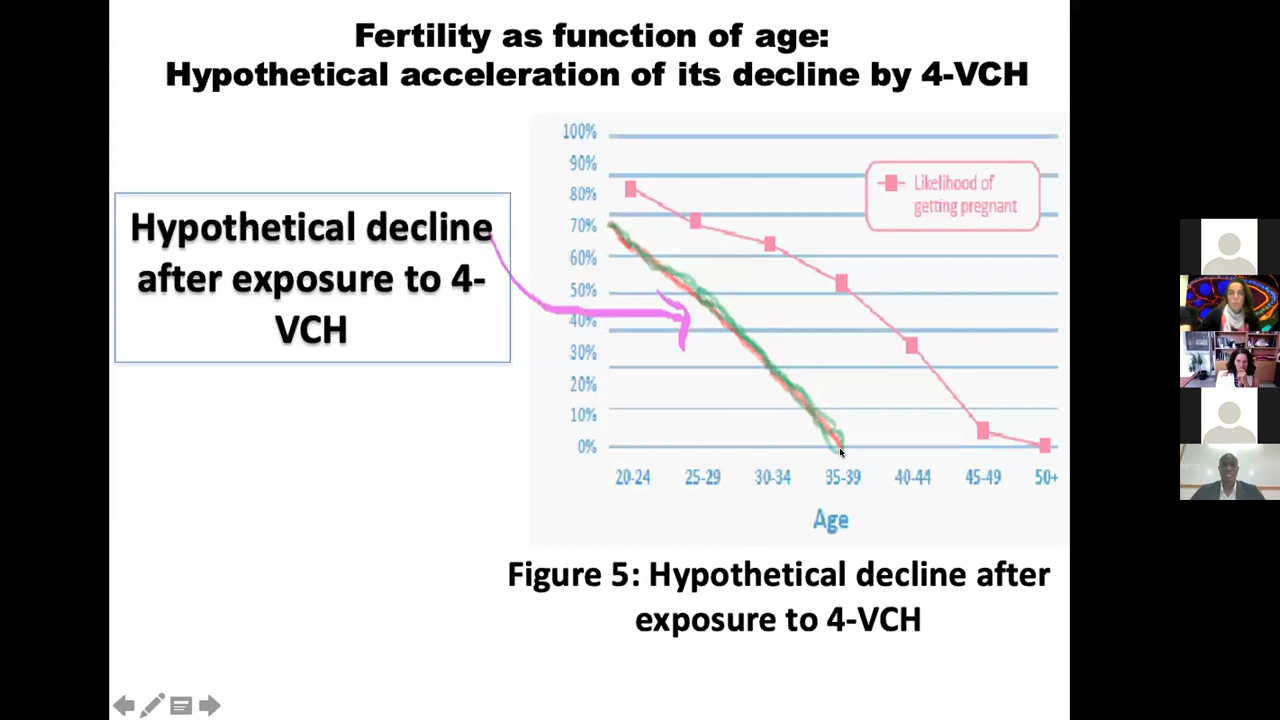 Fertility as function of age:
Hypothetical acceleration of its decline by 4-VCH
Hypothetical decline
after exposure to 4-
VCH
100%
90%
80%
70%
60%
50%
40%
30%
20%
10%
0%
Likelihood of
getting pregnant
20-24 25-29 30-34 35-39 40-44 45-49 50+
Age
Figure 5: Hypothetical decline after
exposure to 4-VCH